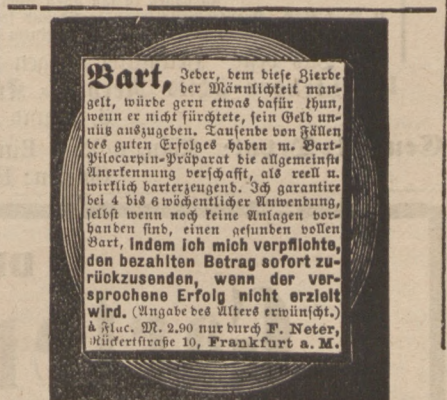 Bart, Jeder, dem diese Zierde
der Männlichkeit man-
gelt, würde gern etwas dafür thun,
wenn er nicht fürchtete, sein Geld un-
nütz auszugeben. Tausende von Fällen
des guten Erfolges haben m. Bart-
Pilocarpin-Präparat die allgemeinste
Anerkennung verschafft, als reell u.
wirklich barterzeugend. Ich garantire
bei 4 bis 6 wöchentlicher Anwendung,
selbst wenn noch keine Anlagen vor-
handen sind, einen gesunden vollen
Bart, indem ich mich verpflichte,
den bezahlten Betrag sofort zu-
rückzusenden, wenn der ver-
sprochene Erfolg nicht erzielt
wird. (Angabe des Alters erwünscht.)
à Flac. M. 2.90 nur durch F. Neter,
Rückertstraße 10, Frankfurt a. M.